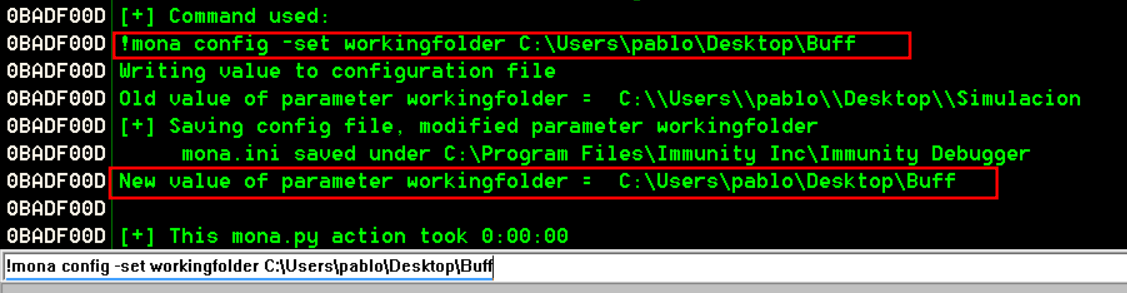 0BADF00D [+] Command used:
0BADF00D !mona config -set workingfolder C:\Users\pablo\Desktop\Buff
0BADF00D Writing value to configuration file
0BADF00D Old value of parameter workingfolder =  C:\\Users\\pablo\\Desktop\\Simulacion
0BADF00D [+] Saving config file, modified parameter workingfolder
0BADF00D      mona.ini saved under C:\Program Files\Immunity Inc\Immunity Debugger
0BADF00D New value of parameter workingfolder =  C:\Users\pablo\Desktop\Buff
0BADF00D
0BADF00D [+] This mona.py action took 0:00:00
!mona config -set workingfolder C:\Users\pablo\Desktop\Buff